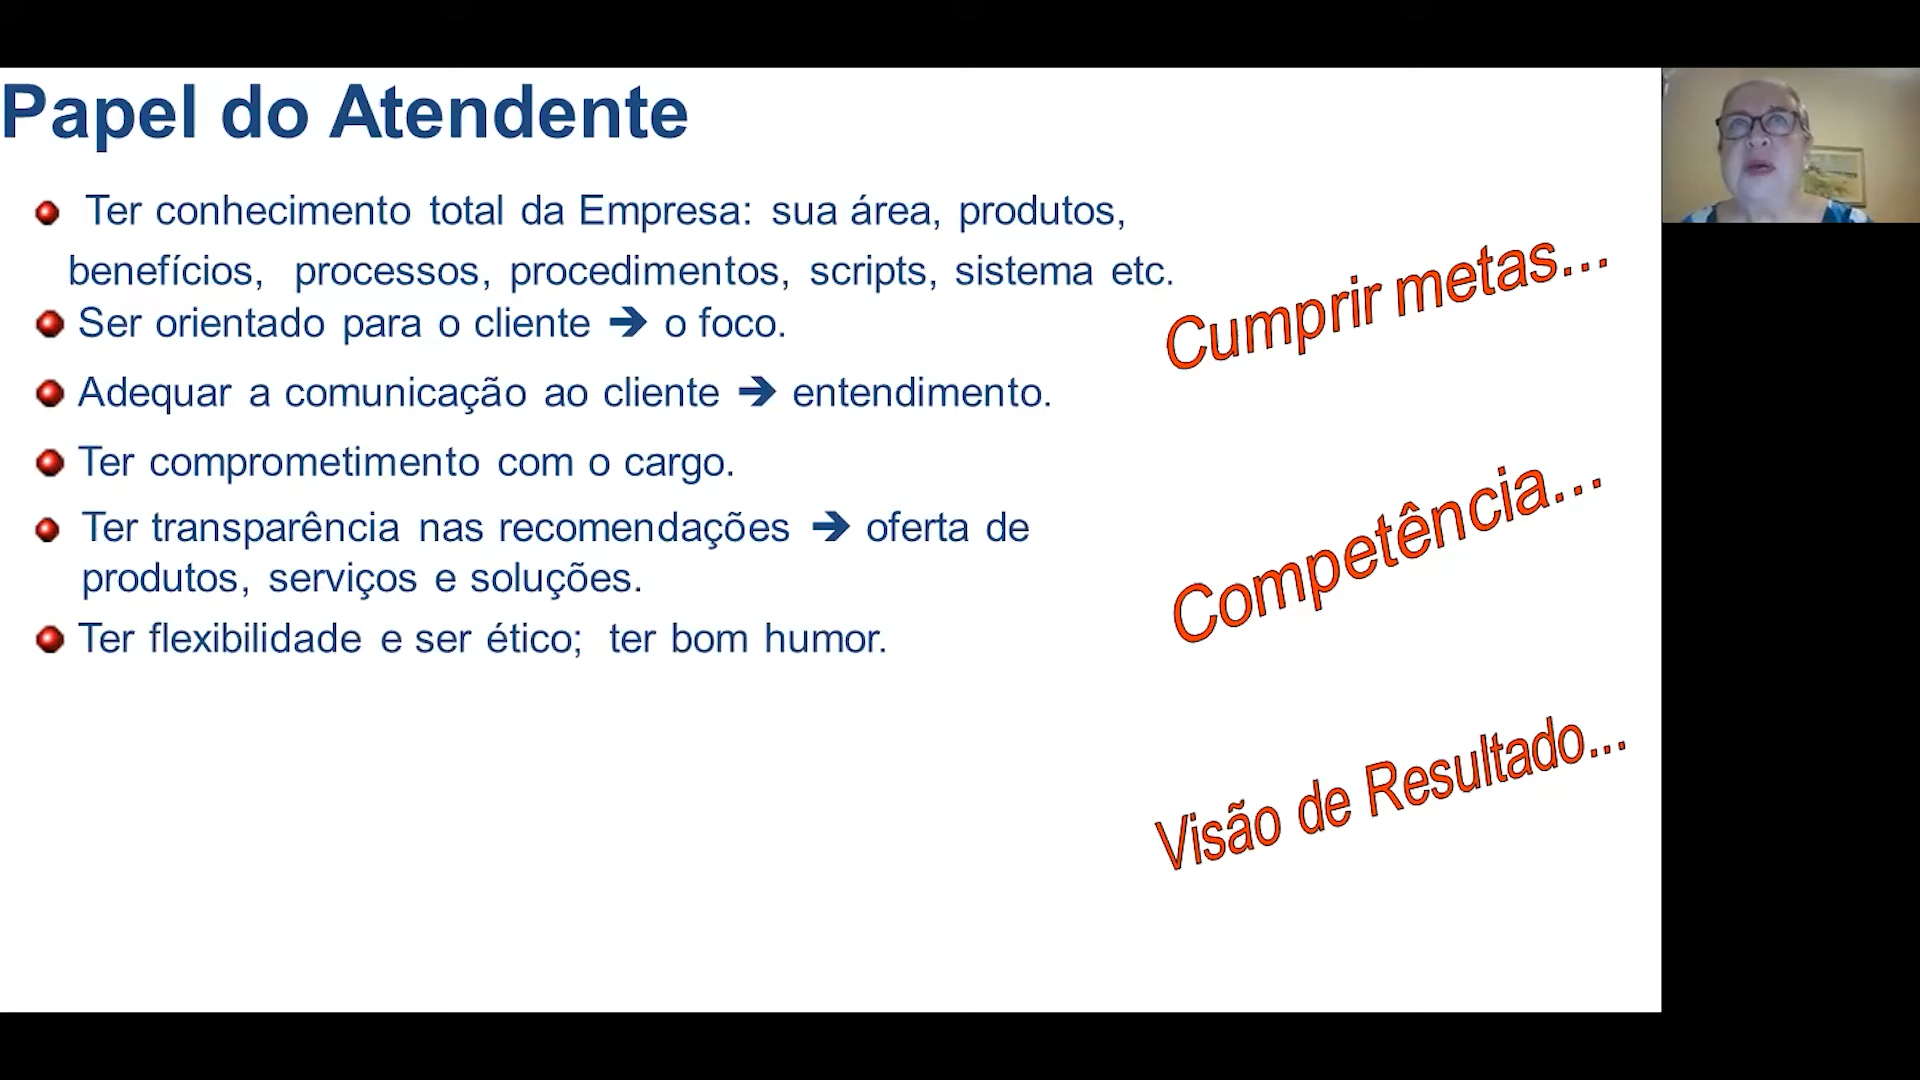 Papel do Atendente
Ter conhecimento total da Empresa: sua área, produtos,
benefícios, processos, procedimentos, scripts, sistema etc.
Ser orientado para o cliente ➔ o foco.
Adequar a comunicação ao cliente ➔ entendimento.
Ter comprometimento com o cargo.
Ter transparência nas recomendações ➔ oferta de
produtos, serviços e soluções.
Ter flexibilidade e ser ético; ter bom humor.
Cumprir metas...
Competência...
Visão de Resultado...